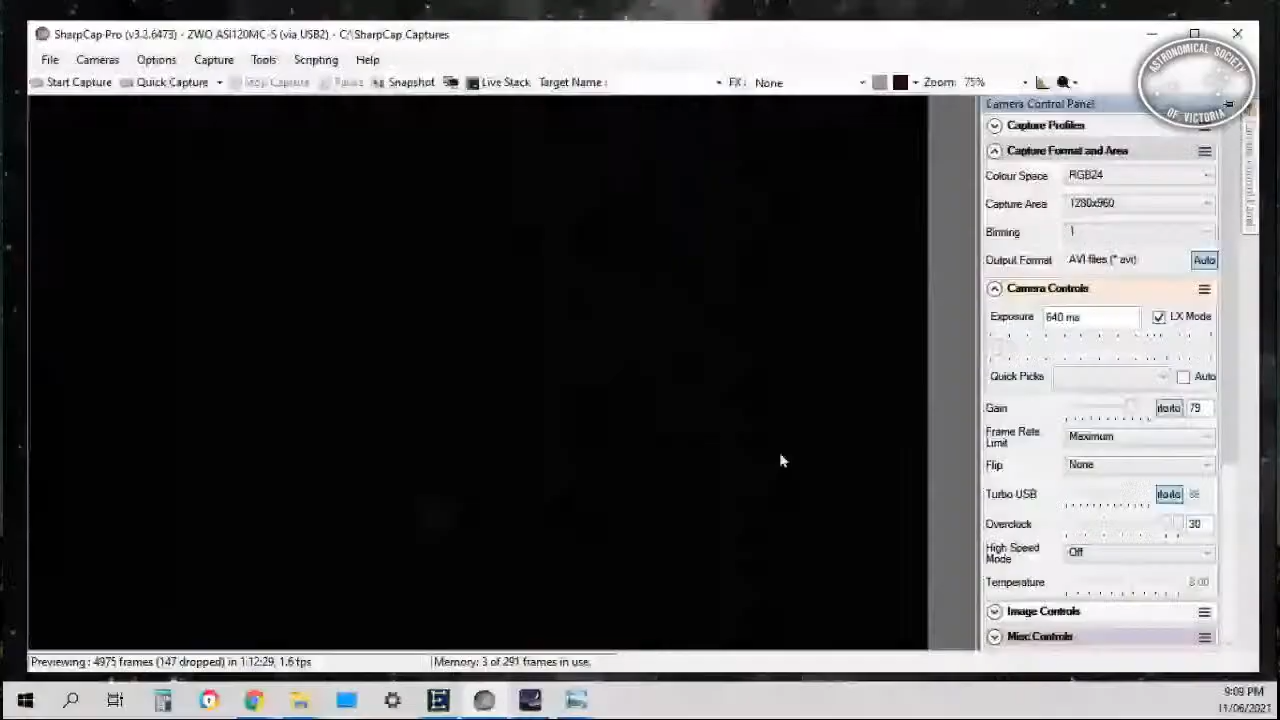 SharpCap Pro (v3.2.6473) - ZWO ASI120MC-S (via USB2) - C:\SharpCap Captures
File Cameras Options Capture Tools Scripting Help
Start Capture Quick Capture Stop Capture Pause Snapshot Live Stack Target Name : FX : None Zoom: 75%
ASTRONOMICAL SOCIETY
OF VICTORIA
Camera Control Panel
Capture Profiles
Capture Format and Area
Colour Space RGB24
Capture Area 1280x960
Binning 1
Output Format AVI files (*.avi) Auto
Camera Controls
Exposure 640 ms LX Mode
Quick Picks Auto
Gain 79
Frame Rate
Limit Maximum
Flip None
Turbo USB
Overclock 30
High Speed
Mode Off
Temperature 8.00
Image Controls
Misc Controls
Previewing : 4975 frames (147 dropped) in 1:12:29, 1.6 fps Memory: 3 of 291 frames in use.
9:09 PM
11/06/2021